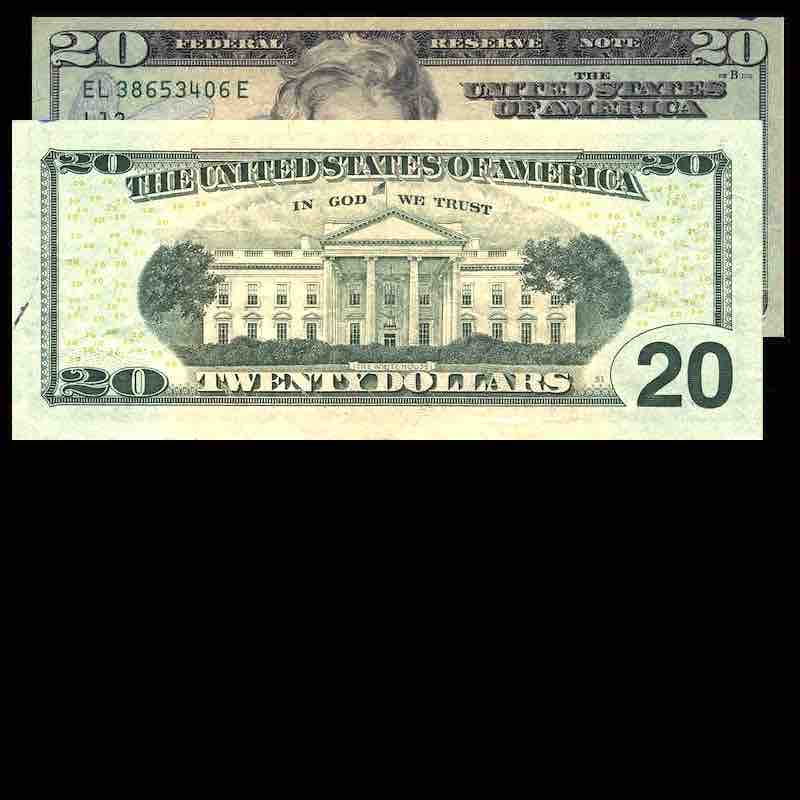 20 FEDERAL RESERVE NOTE 20
EL 38653406 E
THE
UNITED STATES
OF AMERICA
20 THE UNITED STATES OF AMERICA 20
IN GOD WE TRUST
THE WHITE HOUSE
20 TWENTY DOLLARS 20